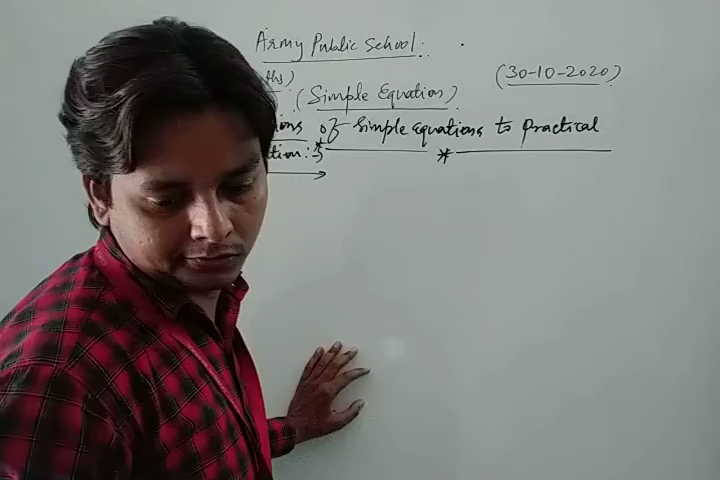 Army Public School:
ths) (30-10-2020)
(Simple Equation)
ions of Simple equations to Practical
ation: